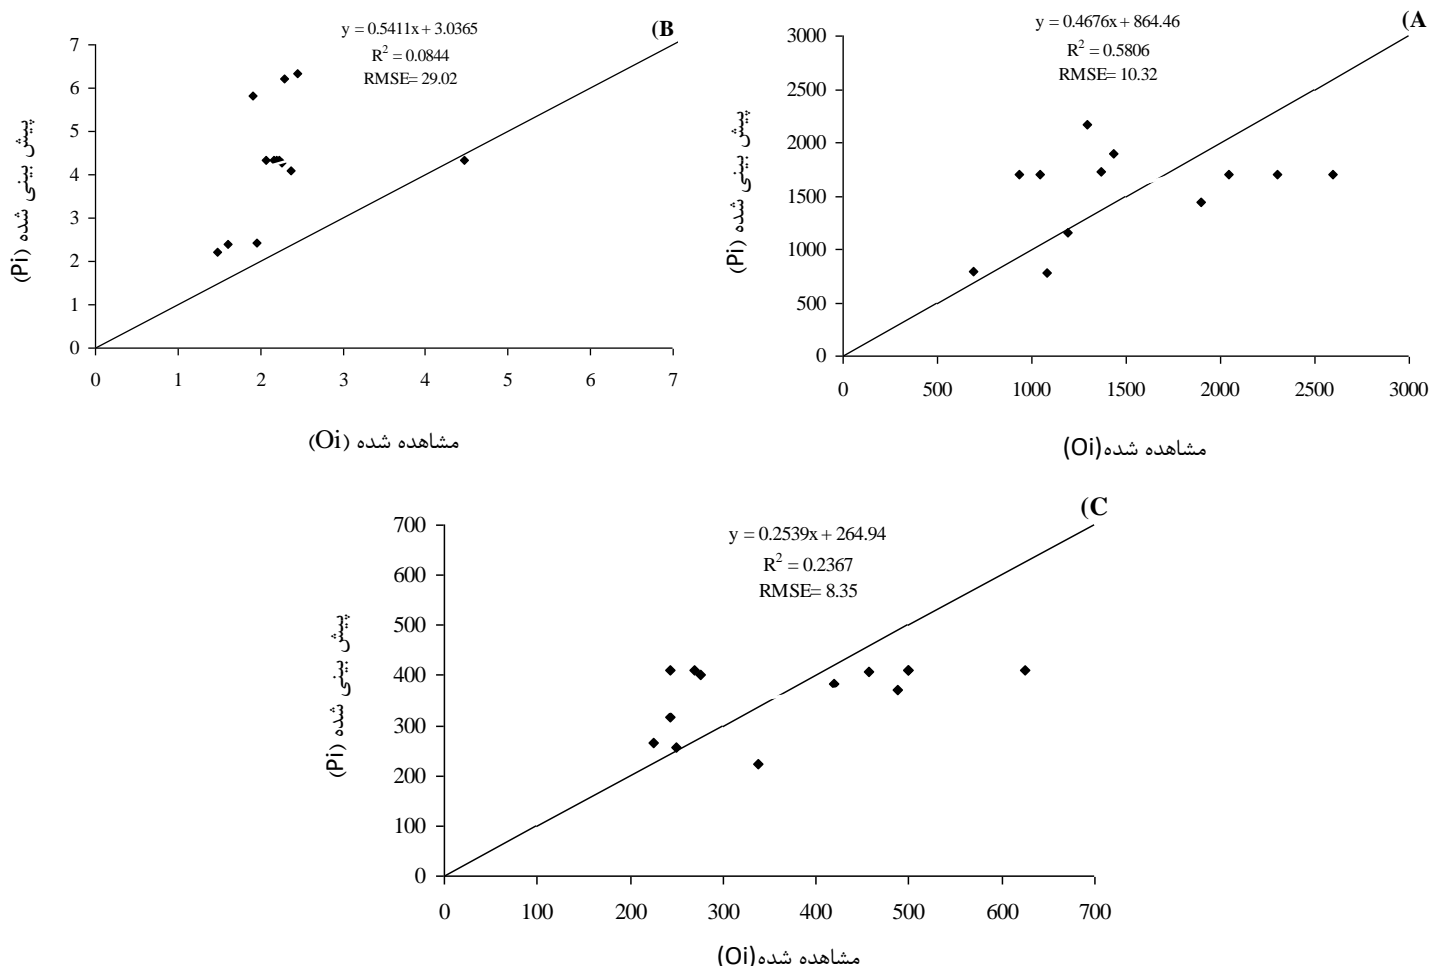 y = 0.5411x + 3.0365
R² = 0.0844
RMSE= 29.02
(B
7
6
5
4
3
2
1
0
0 1 2 3 4 5 6 7
پیش بینی شده (Pi)
مشاهده شده (Oi)
y = 0.4676x + 864.46
R² = 0.5806
RMSE= 10.32
(A
3000
2500
2000
1500
1000
500
0
0 500 1000 1500 2000 2500 3000
پیش بینی شده (Pi)
مشاهده شده(Oi)
y = 0.2539x + 264.94
R² = 0.2367
RMSE= 8.35
(C
700
600
500
400
300
200
100
0
0 100 200 300 400 500 600 700
پیش بینی شده (Pi)
مشاهده شده(Oi)